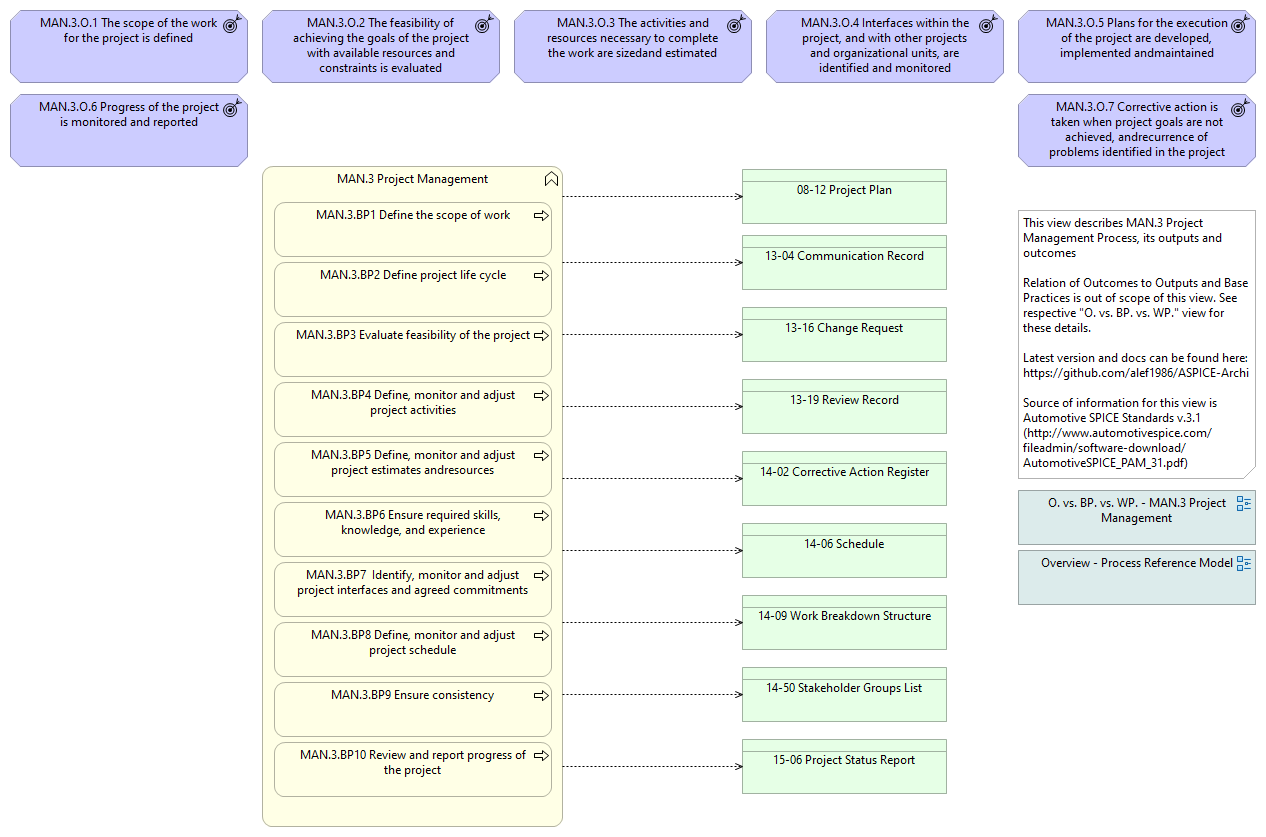 MAN.3.O.1 The scope of the work
for the project is defined
MAN.3.O.2 The feasibility of
achieving the goals of the project
with available resources and
constraints is evaluated
MAN.3.O.3 The activities and
resources necessary to complete
the work are sizedand estimated
MAN.3.O.4 Interfaces within the
project, and with other projects
and organizational units, are
identified and monitored
MAN.3.O.5 Plans for the execution
of the project are developed,
implemented andmaintained
MAN.3.O.6 Progress of the project
is monitored and reported
MAN.3.O.7 Corrective action is
taken when project goals are not
achieved, andrecurrence of
problems identified in the project
MAN.3 Project Management
MAN.3.BP1 Define the scope of work
MAN.3.BP2 Define project life cycle
MAN.3.BP3 Evaluate feasibility of the project
MAN.3.BP4 Define, monitor and adjust
project activities
MAN.3.BP5 Define, monitor and adjust
project estimates andresources
MAN.3.BP6 Ensure required skills,
knowledge, and experience
MAN.3.BP7  Identify, monitor and adjust
project interfaces and agreed commitments
MAN.3.BP8 Define, monitor and adjust
project schedule
MAN.3.BP9 Ensure consistency
MAN.3.BP10 Review and report progress of
the project
08-12 Project Plan
13-04 Communication Record
13-16 Change Request
13-19 Review Record
14-02 Corrective Action Register
14-06 Schedule
14-09 Work Breakdown Structure
14-50 Stakeholder Groups List
15-06 Project Status Report
This view describes MAN.3 Project
Management Process, its outputs and
outcomes
Relation of Outcomes to Outputs and Base
Practices is out of scope of this view. See
respective "O. vs. BP. vs. WP." view for
these details.
Latest version and docs can be found here:
https://github.com/alef1986/ASPICE-Archi
Source of information for this view is
Automotive SPICE Standards v.3.1
(http://www.automotivespice.com/
fileadmin/software-download/
AutomotiveSPICE_PAM_31.pdf)
O. vs. BP. vs. WP. - MAN.3 Project
Management
Overview - Process Reference Model